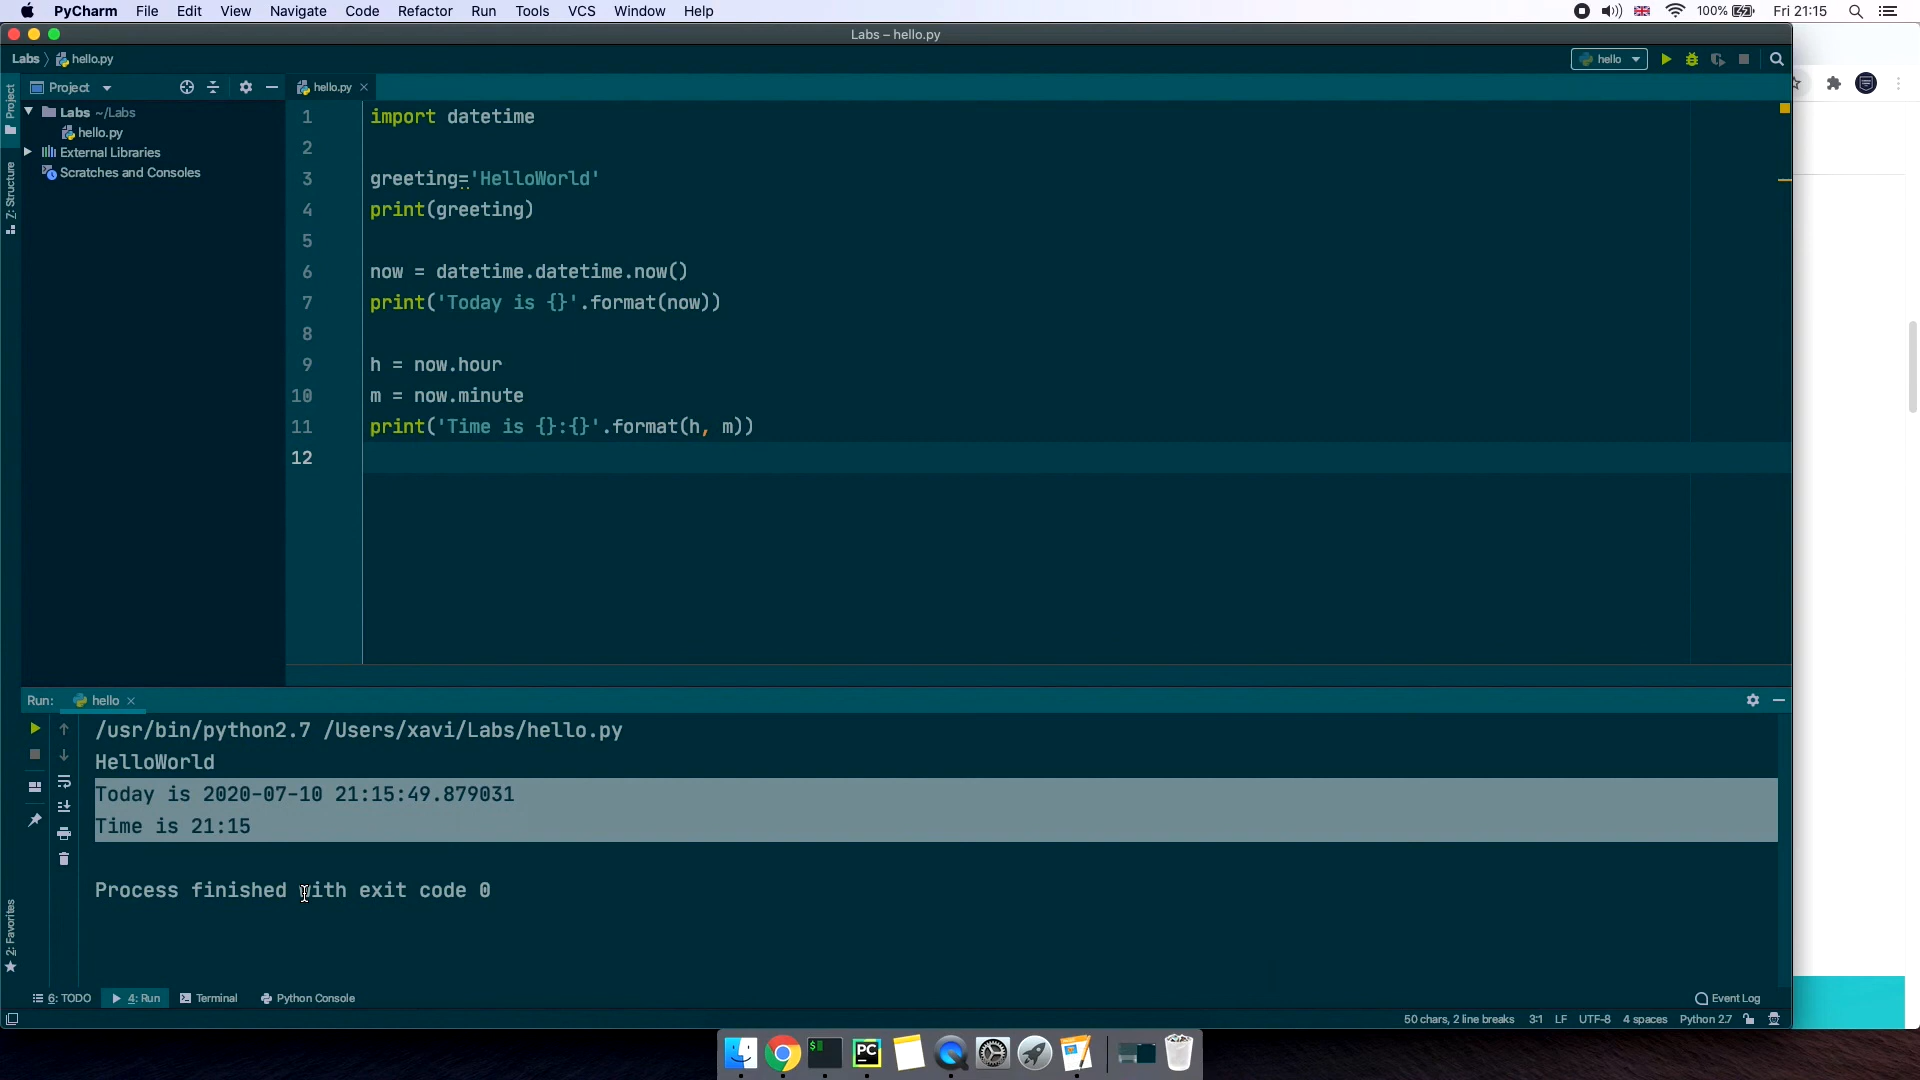 PyCharm File Edit View Navigate Code Refactor Run Tools VCS Window Help 100% Fri 21:15
Labs – hello.py
Labs hello.py hello
Project hello.py
Labs ~/Labs
hello.py
External Libraries
Scratches and Consoles
Project
Z: Structure
2: Favorites
1 import datetime
2
3 greeting='HelloWorld'
4 print(greeting)
5
6 now = datetime.datetime.now()
7 print('Today is {}'.format(now))
8
9 h = now.hour
10 m = now.minute
11 print('Time is {}:{}'.format(h, m))
12
Run: hello
/usr/bin/python2.7 /Users/xavi/Labs/hello.py
HelloWorld
Today is 2020-07-10 21:15:49.879031
Time is 21:15
Process finished with exit code 0
6: TODO 4: Run Terminal Python Console Event Log
50 chars, 2 line breaks 3:1 LF UTF-8 4 spaces Python 2.7
$
PC